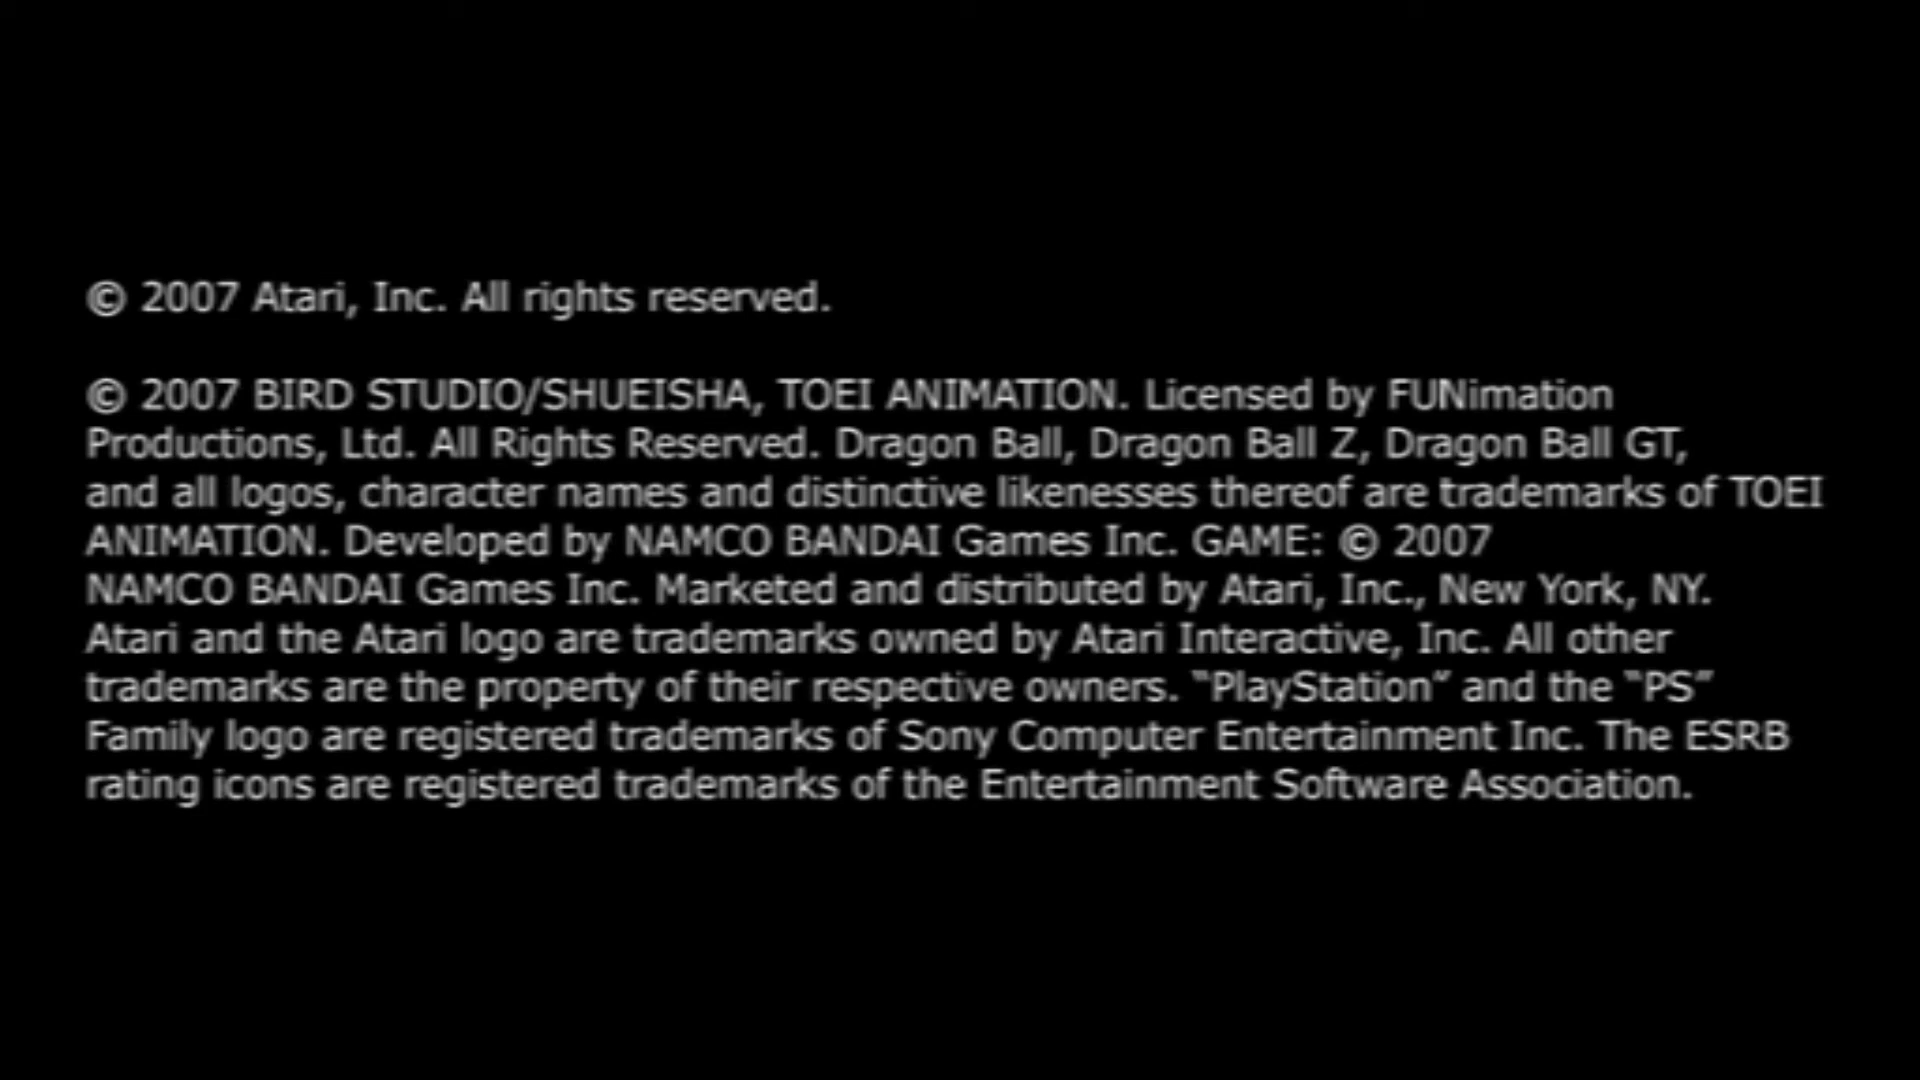 © 2007 Atari, Inc. All rights reserved.
© 2007 BIRD STUDIO/SHUEISHA, TOEI ANIMATION. Licensed by FUNimation
Productions, Ltd. All Rights Reserved. Dragon Ball, Dragon Ball Z, Dragon Ball GT,
and all logos, character names and distinctive likenesses thereof are trademarks of TOEI
ANIMATION. Developed by NAMCO BANDAI Games Inc. GAME: © 2007
NAMCO BANDAI Games Inc. Marketed and distributed by Atari, Inc., New York, NY.
Atari and the Atari logo are trademarks owned by Atari Interactive, Inc. All other
trademarks are the property of their respective owners. “PlayStation” and the “PS”
Family logo are registered trademarks of Sony Computer Entertainment Inc. The ESRB
rating icons are registered trademarks of the Entertainment Software Association.